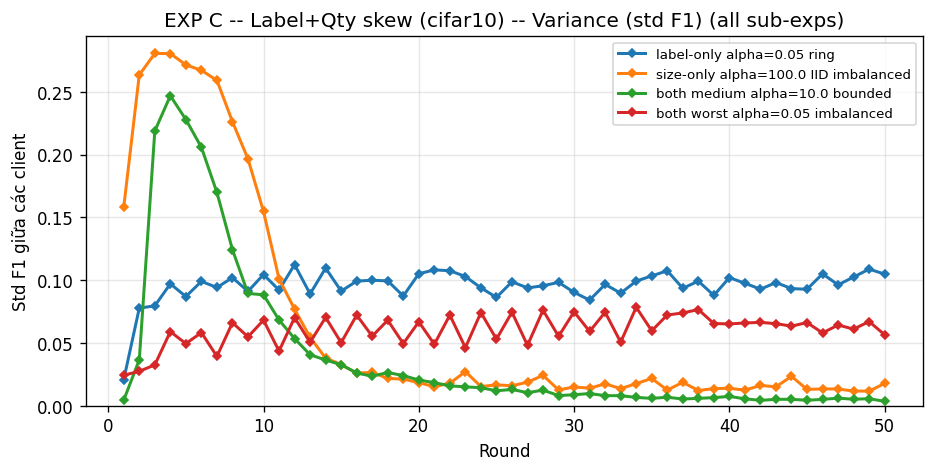 EXP C -- Label+Qty skew (cifar10) -- Variance (std F1) (all sub-exps)
label-only alpha=0.05 ring
size-only alpha=100.0 IID imbalanced
both medium alpha=10.0 bounded
both worst alpha=0.05 imbalanced
Std F1 giữa các client
0.25
0.20
0.15
0.10
0.05
0.00
0 10 20 30 40 50
Round